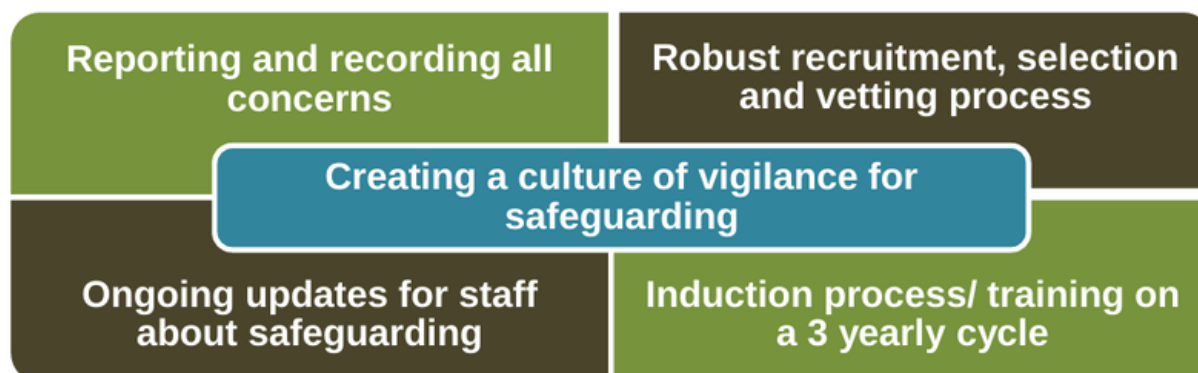 Reporting and recording all
concerns
Robust recruitment, selection
and vetting process
Creating a culture of vigilance for
safeguarding
Ongoing updates for staff
about safeguarding
Induction process/ training on
a 3 yearly cycle